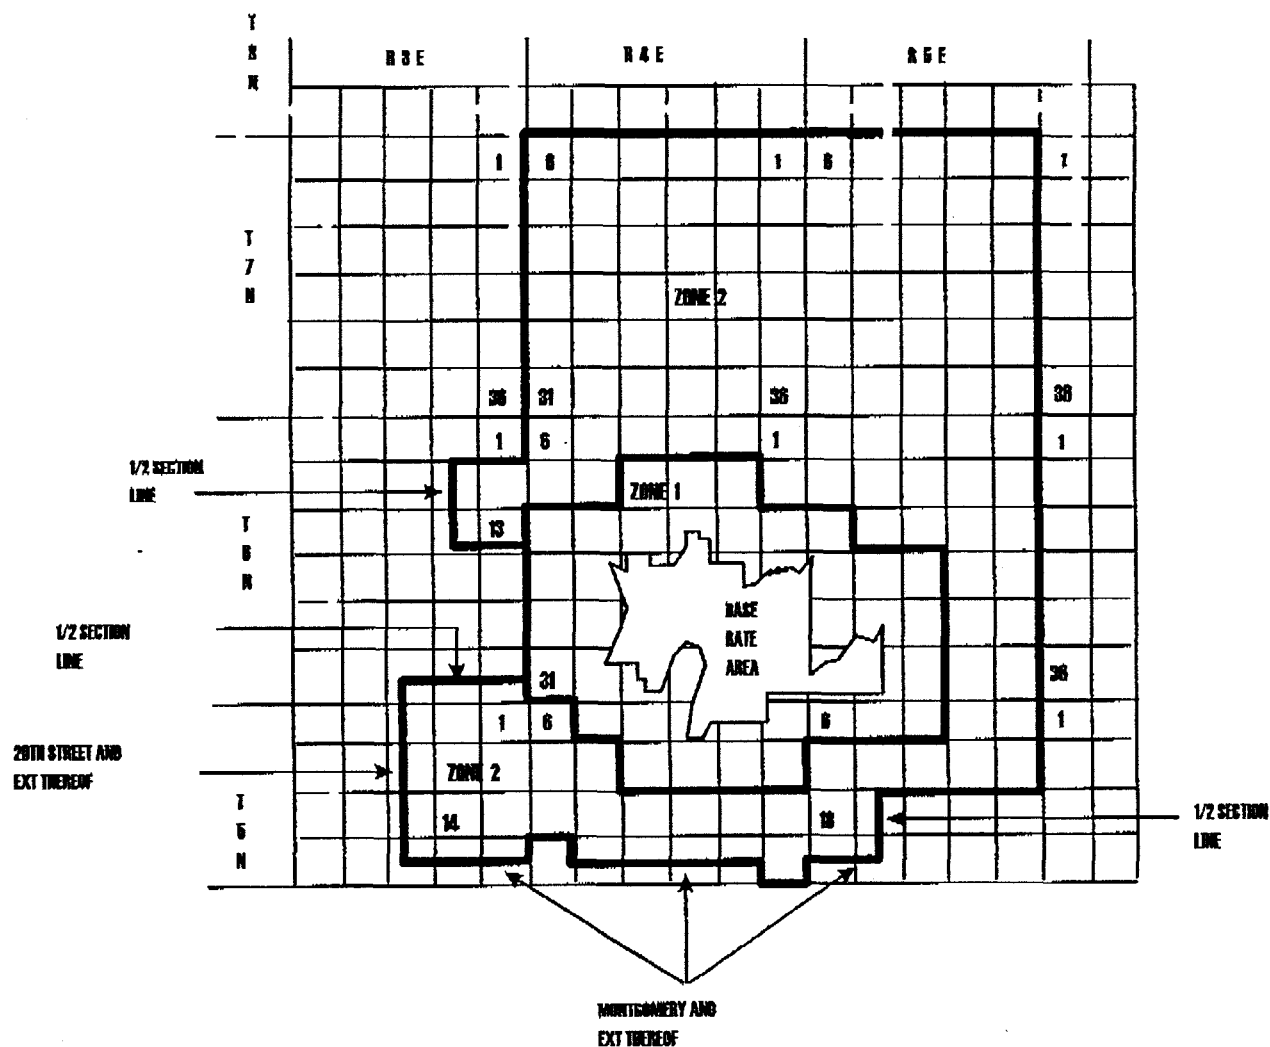 T
8
N
R 3 E
R 4 E
R 5 E
1
6
1
6
1
T
7
N
ZONE 2
36
31
36
36
1
6
1
1
1/2 SECTION
LINE
ZONE 1
T
6
N
13
BASE
RATE
AREA
1/2 SECTION
LINE
31
36
1
6
6
1
20TH STREET AND
EXT THEREOF
ZONE 2
T
5
N
14
18
1/2 SECTION
LINE
MONTGOMERY AND
EXT THEREOF